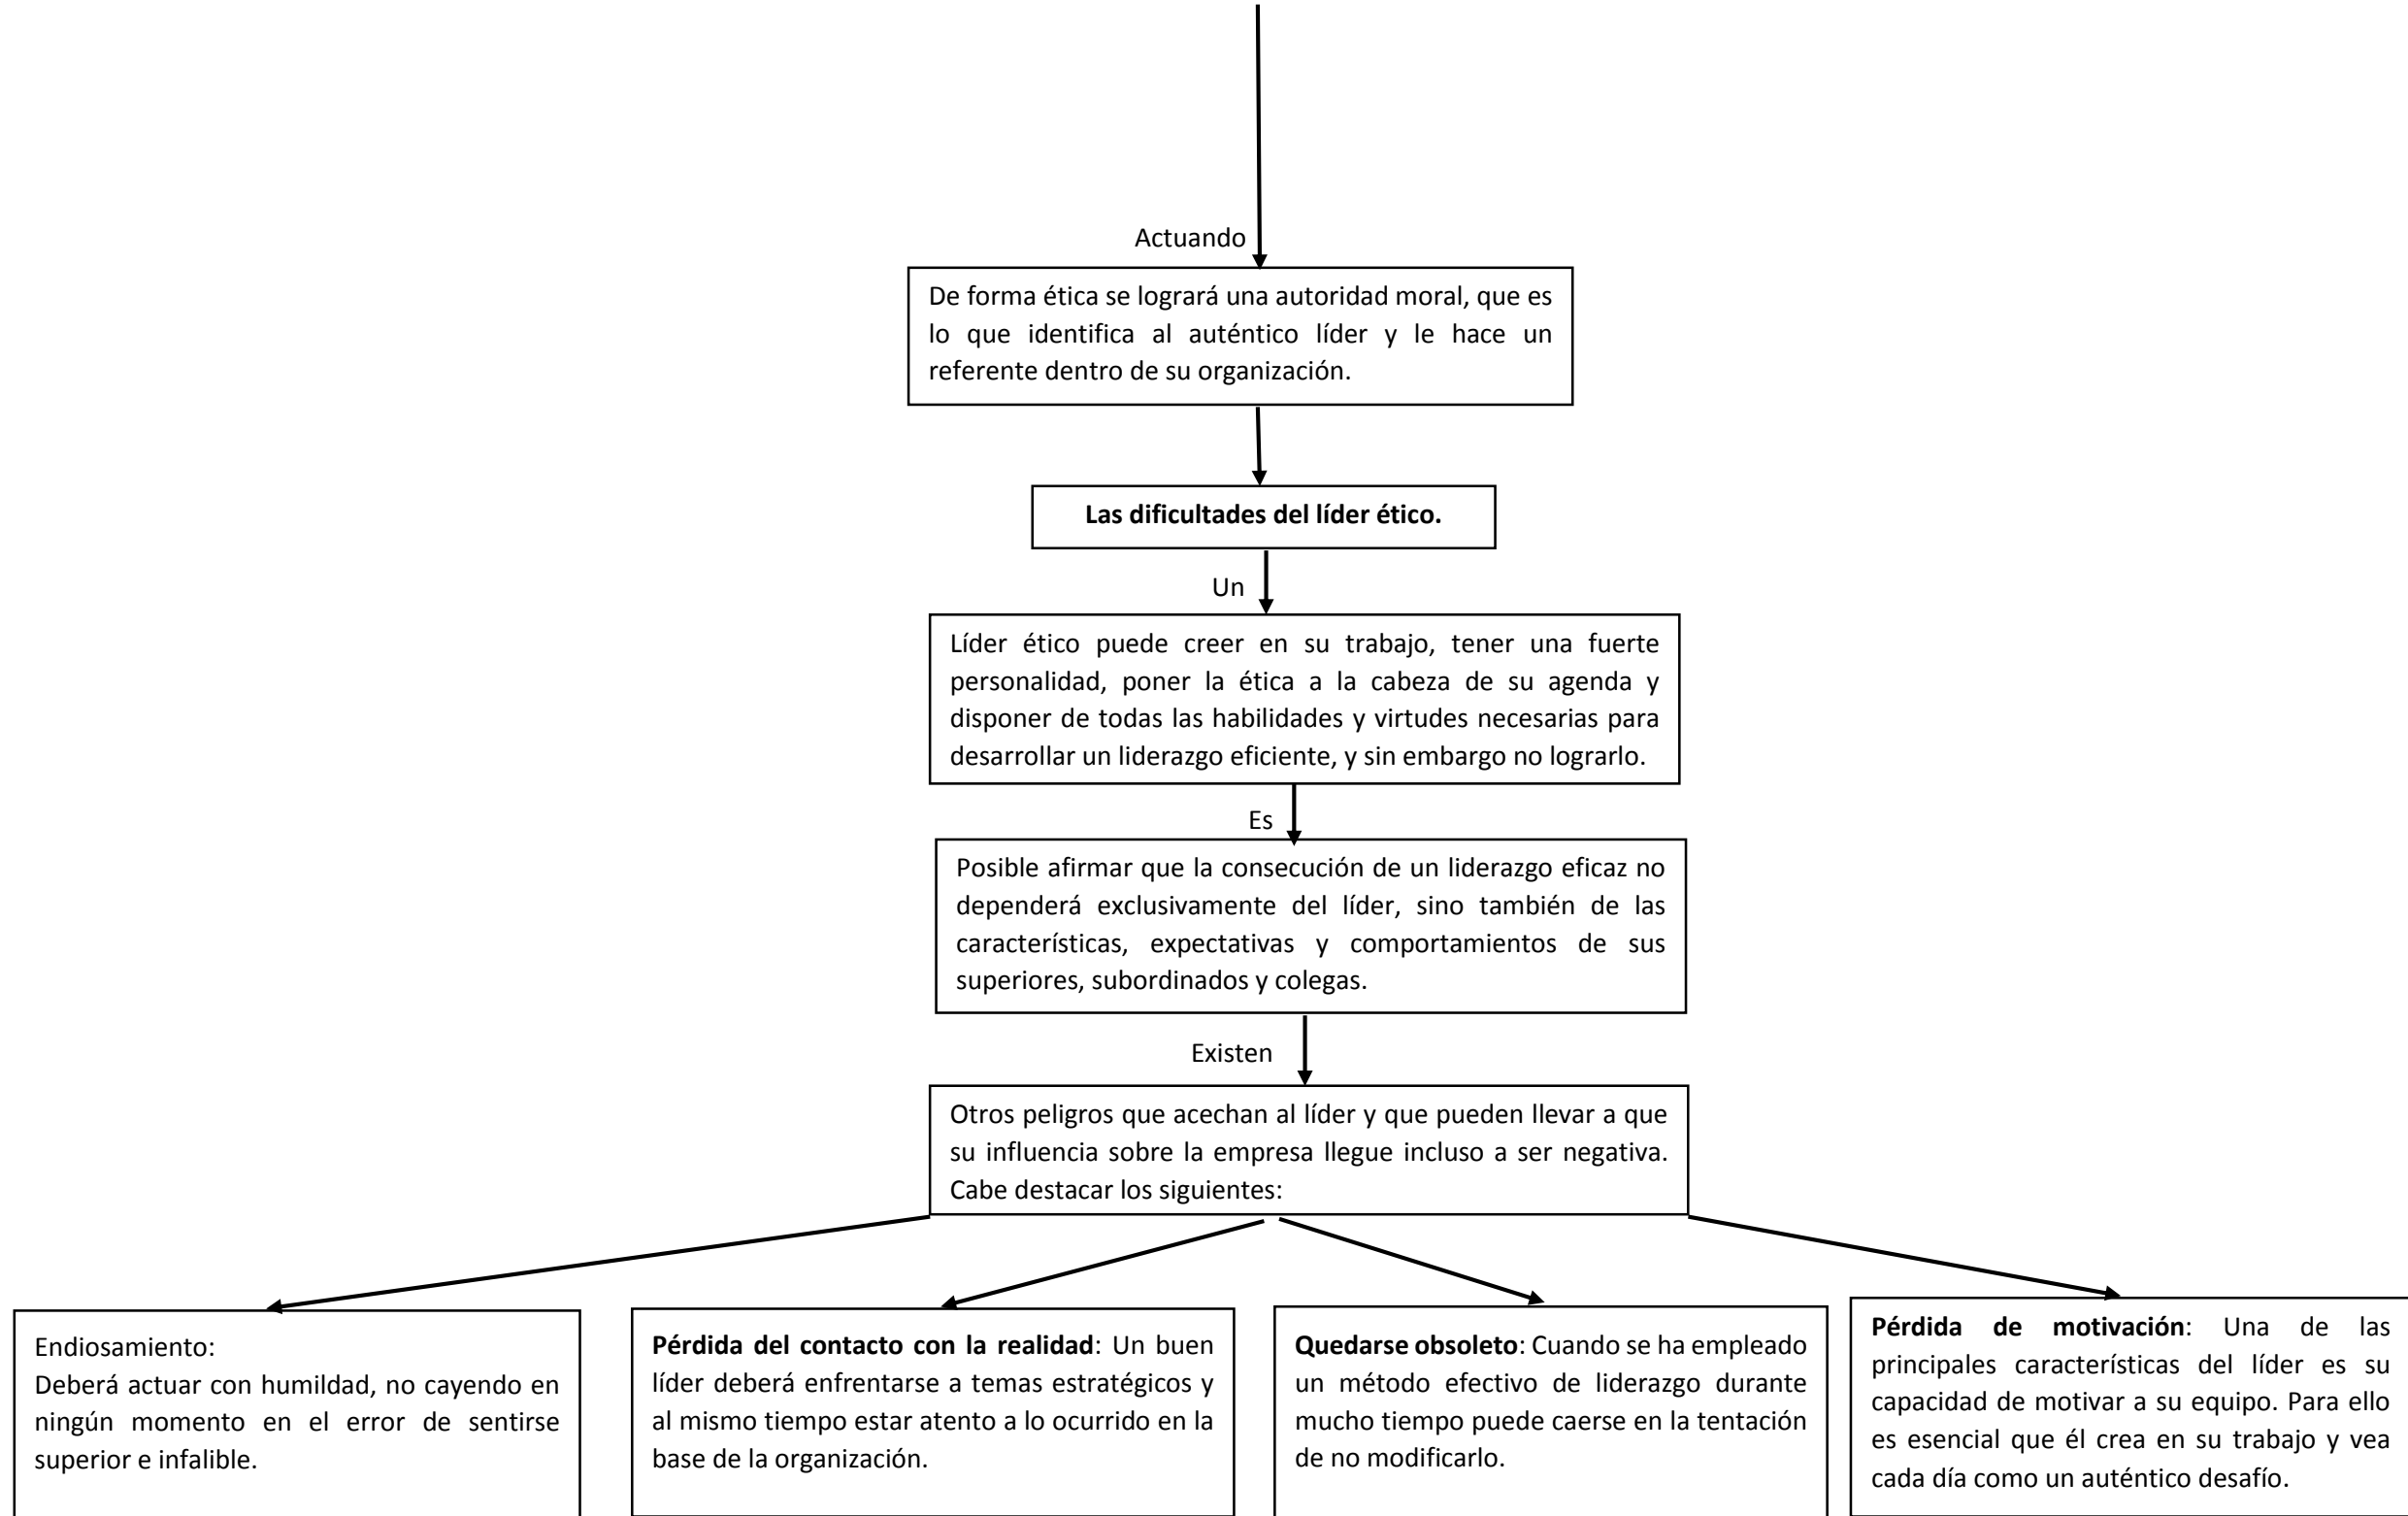 Actuando
De forma ética se logrará una autoridad moral, que es
lo que identifica al auténtico líder y le hace un
referente dentro de su organización.
Las dificultades del líder ético.
Un
Líder ético puede creer en su trabajo, tener una fuerte
personalidad, poner la ética a la cabeza de su agenda y
disponer de todas las habilidades y virtudes necesarias para
desarrollar un liderazgo eficiente, y sin embargo no lograrlo.
Es
Posible afirmar que la consecución de un liderazgo eficaz no
dependerá exclusivamente del líder, sino también de las
características, expectativas y comportamientos de sus
superiores, subordinados y colegas.
Existen
Otros peligros que acechan al líder y que pueden llevar a que
su influencia sobre la empresa llegue incluso a ser negativa.
Cabe destacar los siguientes:
Endiosamiento:
Deberá actuar con humildad, no cayendo en
ningún momento en el error de sentirse
superior e infalible.
Pérdida del contacto con la realidad: Un buen
líder deberá enfrentarse a temas estratégicos y
al mismo tiempo estar atento a lo ocurrido en la
base de la organización.
Quedarse obsoleto: Cuando se ha empleado
un método efectivo de liderazgo durante
mucho tiempo puede caerse en la tentación
de no modificarlo.
Pérdida de motivación: Una de las
principales características del líder es su
capacidad de motivar a su equipo. Para ello
es esencial que él crea en su trabajo y vea
cada día como un auténtico desafío.